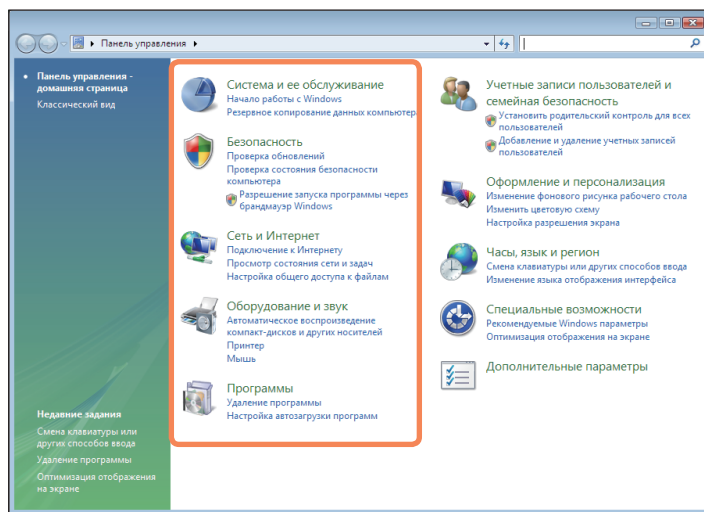 Панель управления
Панель управления -
домашняя страница
Классический вид
Система и ее обслуживание
Начало работы с Windows
Резервное копирование данных компьютера
Безопасность
Проверка обновлений
Проверка состояния безопасности
компьютера
Разрешение запуска программы через
брандмауэр Windows
Сеть и Интернет
Подключение к Интернету
Просмотр состояния сети и задач
Настройка общего доступа к файлам
Оборудование и звук
Автоматическое воспроизведение
компакт-дисков и других носителей
Принтер
Мышь
Программы
Удаление программы
Настройка автозагрузки программ
Учетные записи пользователей и
семейная безопасность
Установить родительский контроль для всех
пользователей
Добавление и удаление учетных записей
пользователей
Оформление и персонализация
Изменение фонового рисунка рабочего стола
Изменить цветовую схему
Настройка разрешения экрана
Часы, язык и регион
Смена клавиатуры или других способов ввода
Изменение языка отображения интерфейса
Специальные возможности
Рекомендуемые Windows параметры
Оптимизация отображения на экране
Дополнительные параметры
Недавние задания
Смена клавиатуры или
других способов ввода
Удаление программы
Оптимизация отображения
на экране